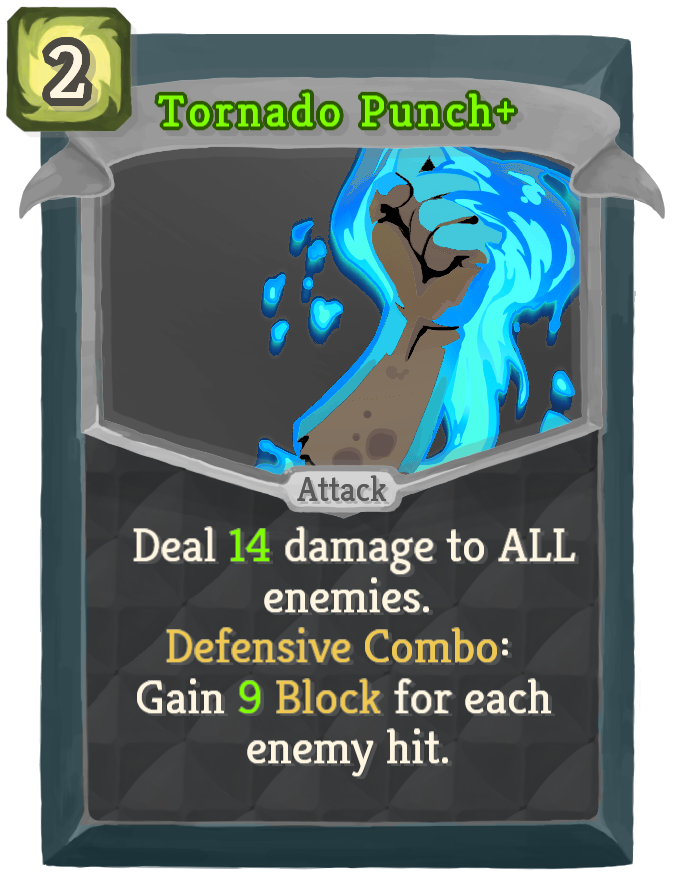 2
Tornado Punch+
Attack
Deal 14 damage to ALL
enemies.
Defensive Combo:
Gain 9 Block for each
enemy hit.